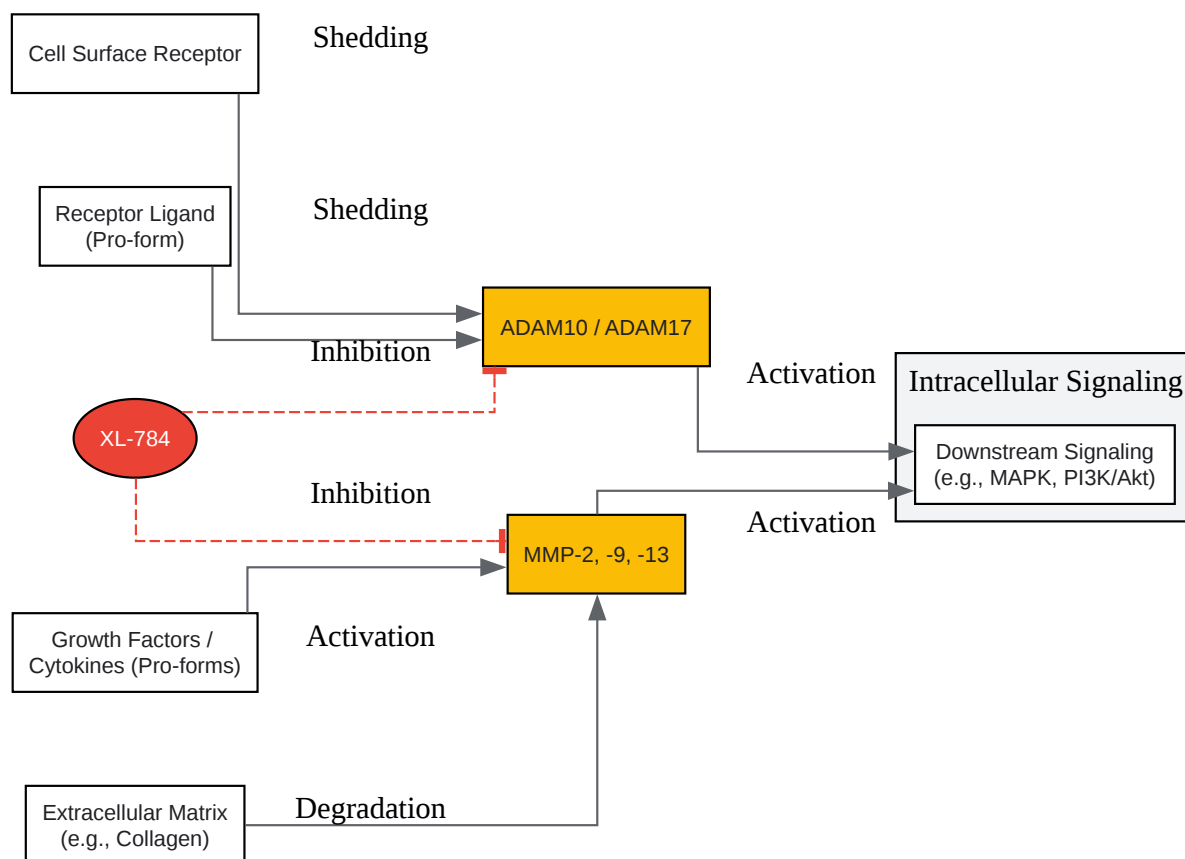 Cell Surface Receptor
Shedding
Receptor Ligand
(Pro-form)
Shedding
ADAM10 / ADAM17
Inhibition
Activation
Intracellular Signaling
XL-784
Downstream Signaling
(e.g., MAPK, PI3K/Akt)
Inhibition
Activation
MMP-2, -9, -13
Growth Factors /
Cytokines (Pro-forms)
Activation
Extracellular Matrix
(e.g., Collagen)
Degradation